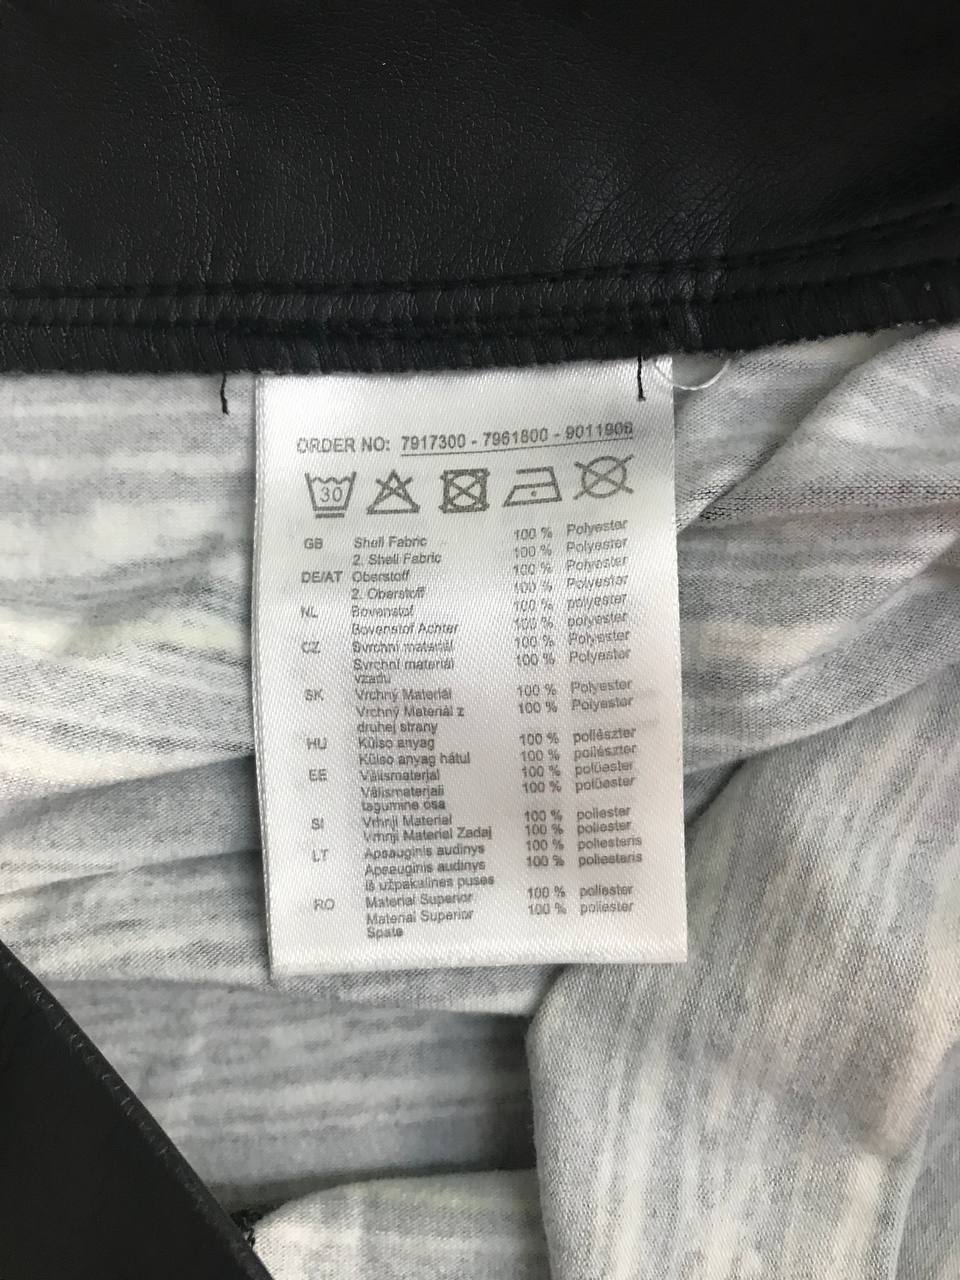 ORDER NO: 7917300 - 7961800 - 9011906
30
GB Shell Fabric 100 % Polyester
2. Shell Fabric 100 % Polyester
DE/AT Oberstoff 100 % Polyester
2. Oberstoff 100 % Polyester
NL Bovenstof 100 % polyester
Bovenstof Achter 100 % polyester
CZ Svrchní materiál 100 % Polyester
Svrchní materiál 100 % Polyester
vzadu
SK Vrchný Materiál 100 % Polyester
Vrchný Materiál z 100 % Polyester
druhej strany
HU Külso anyag 100 % poliészter
Külso anyag hátul 100 % poliészter
EE Välismaterjal 100 % polüester
Välismaterjali 100 % polüester
tagumine osa
SI Vrhnji Material 100 % poliester
Vrhnji Material Zadaj 100 % poliester
LT Apsauginis audinys 100 % poliesteris
Apsauginis audinys 100 % poliesteris
iš užpakalinės pusės
RO Material Superior 100 % poliester
Material Superior 100 % poliester
Spate